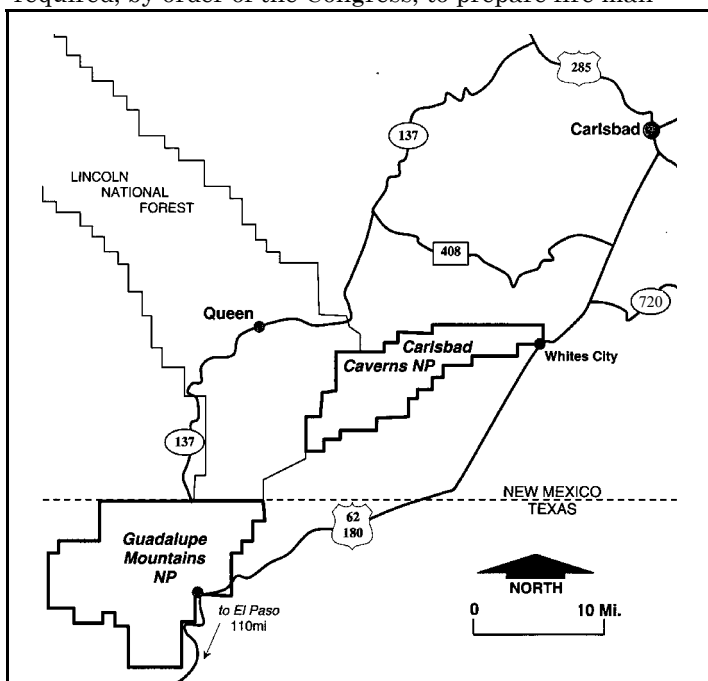 required, by order of the Congress, to prepare fire man-
285
Carlsbad
137
LINCOLN
NATIONAL
FOREST
408
Queen
720
Carlsbad
Caverns NP
Whites City
137
NEW MEXICO
TEXAS
62
180
Guadalupe
Mountains
NP
NORTH
to El Paso
110mi
0 10 Mi.